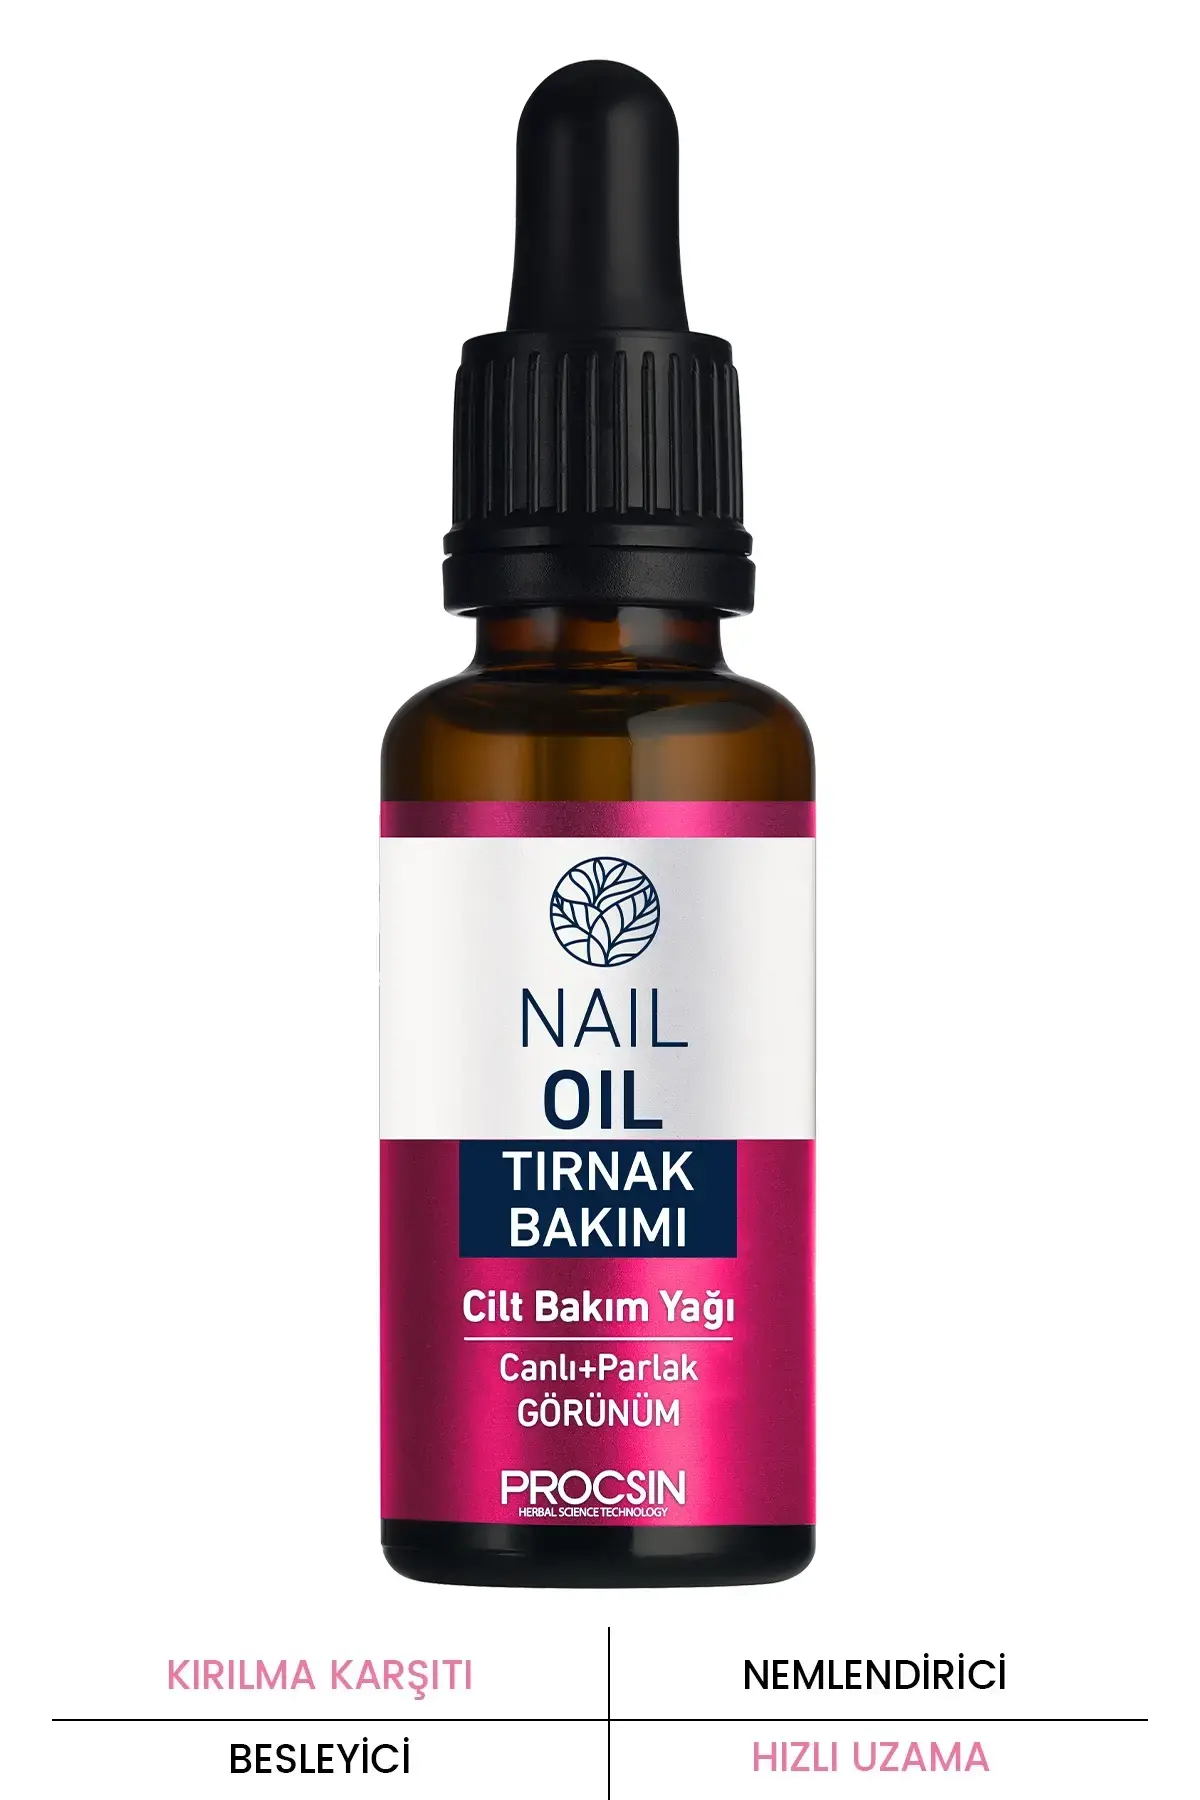 NAIL
OIL
TIRNAK
BAKIMI
Cilt Bakım Yağı
Canlı+Parlak
GÖRÜNÜM
PROCSIN
HERBAL SCIENCE TECHNOLOGY
KIRILMA KARŞITI
NEMLENDİRİCİ
BESLEYİCİ
HIZLI UZAMA